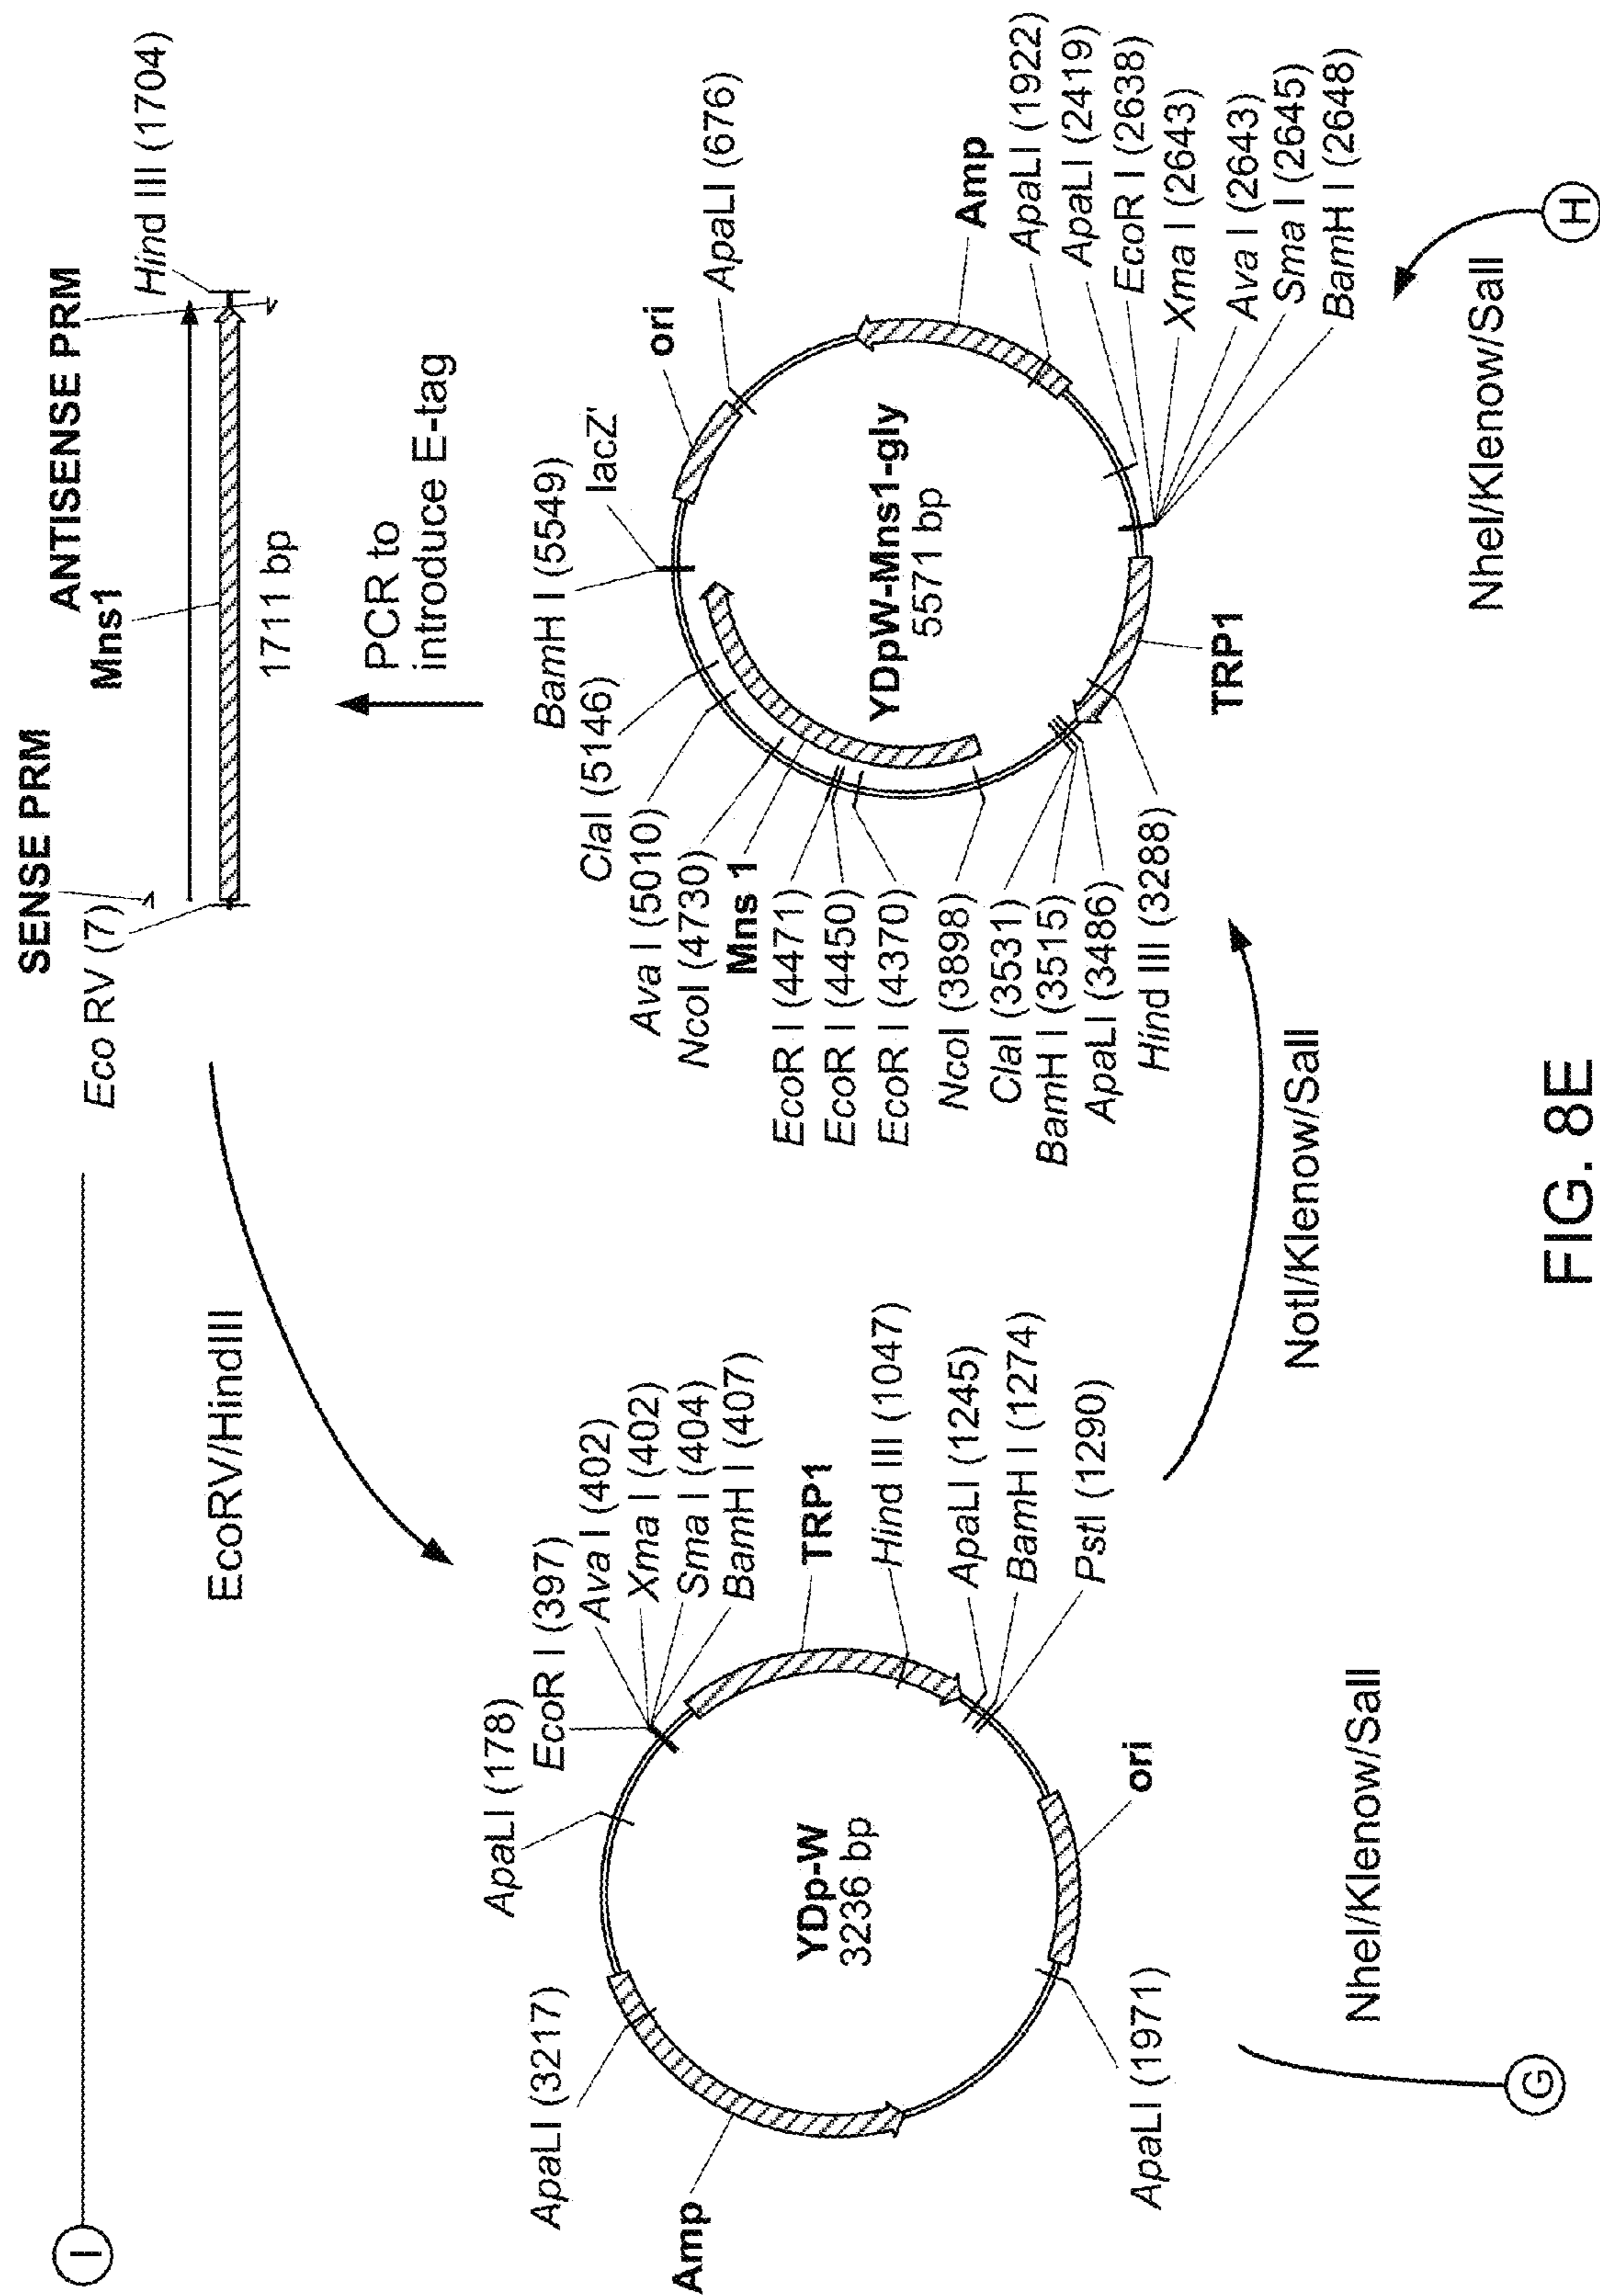 I
SENSE PRM
ANTISENSE PRM
Eco RV (7)
Mns1
Hind III (1704)
1711 bp
EcoRV/HindIII
PCR to
introduce E-tag
ApaLI (178)
EcoR I (397)
Ava I (402)
Xma I (402)
Sma I (404)
BamH I (407)
TRP1
Hind III (1047)
ApaLI (1245)
BamH I (1274)
PstI (1290)
ori
ApaLI (1971)
Amp
ApaLI (3217)
YDp-W
3236 bp
BamH I (5549)
lacZ'
ori
ApaLI (676)
Amp
ApaLI (1922)
ApaLI (2419)
EcoR I (2638)
Xma I (2643)
Ava I (2643)
Sma I (2645)
BamH I (2648)
ClaI (5146)
Ava I (5010)
NcoI (4730)
Mns 1
EcoR I (4471)
EcoR I (4450)
EcoR I (4370)
NcoI (3898)
ClaI (3531)
BamH I (3515)
ApaLI (3486)
Hind III (3288)
TRP1
YDpW-Mns1-gly
5571 bp
NheI/Klenow/SalI
G
NotI/Klenow/SalI
NheI/Klenow/SalI
H
FIG. 8E